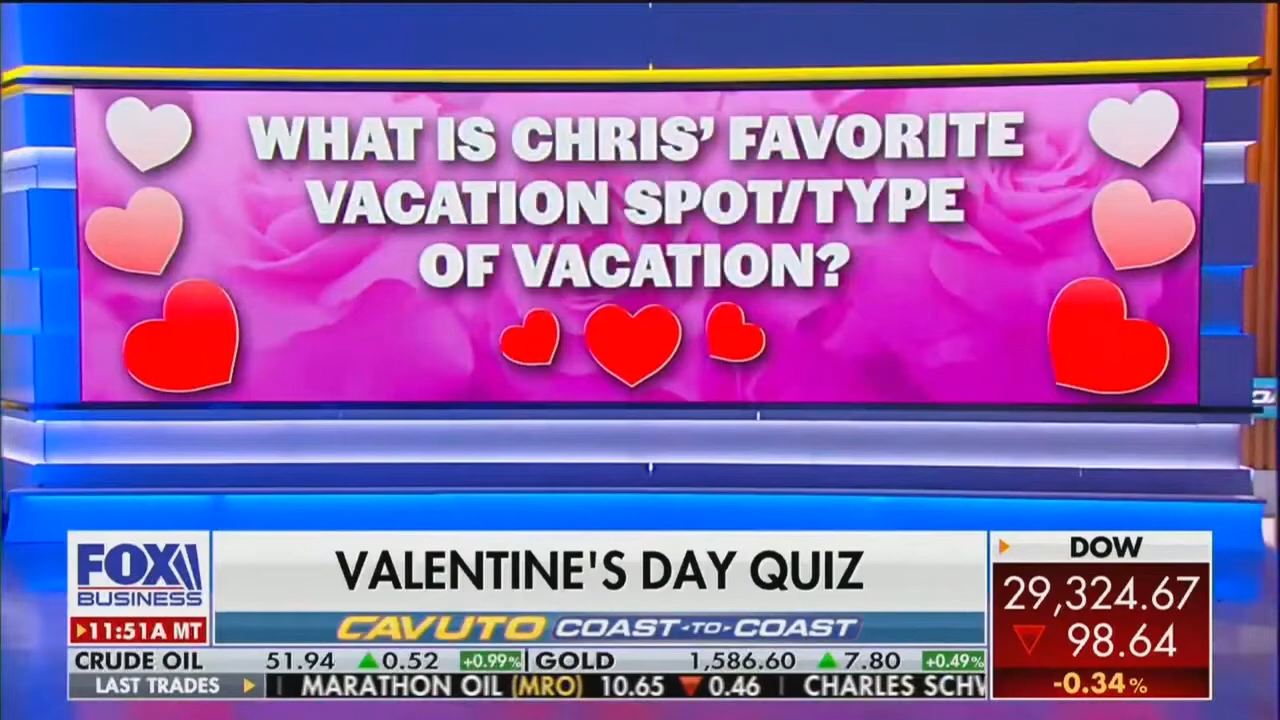 WHAT IS CHRIS' FAVORITE
VACATION SPOT/TYPE
OF VACATION?
FOX
BUSINESS
11:51A MT
VALENTINE'S DAY QUIZ
CAVUTO COAST-TO-COAST
DOW
29,324.67
98.64
-0.34%
CRUDE OIL 51.94 0.52 +0.99% GOLD 1,586.60 7.80 +0.49%
LAST TRADES MARATHON OIL (MRO) 10.65 0.46 CHARLES SCHW